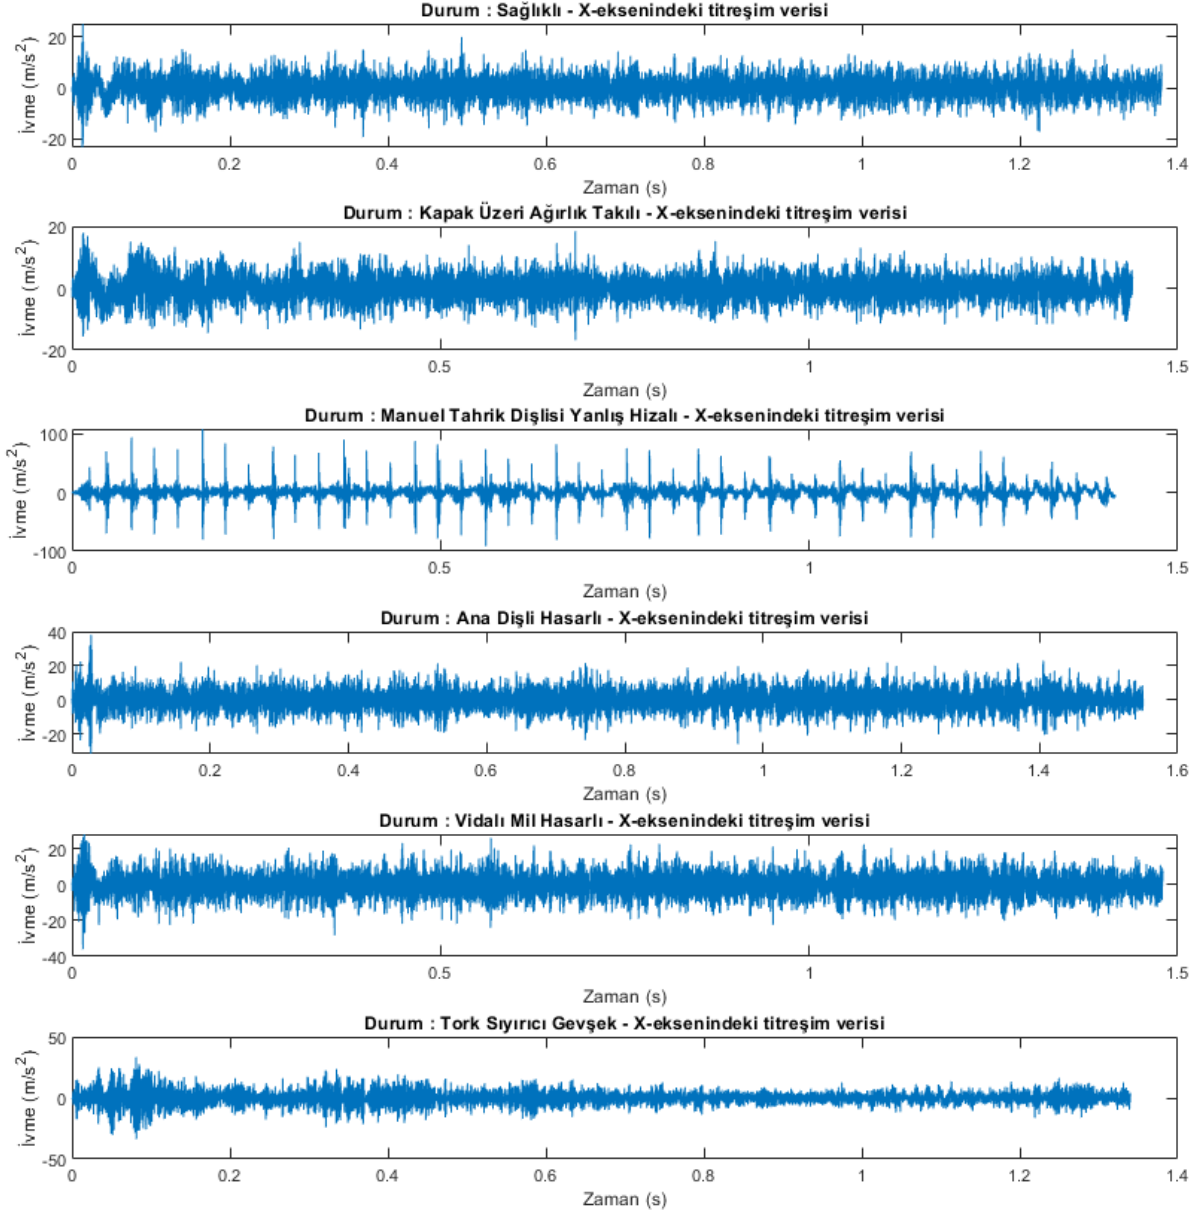 Durum : Sağlıklı - X-eksenindeki titreşim verisi
İvme (m/s²)
20
0
-20
0 0.2 0.4 0.6 0.8 1 1.2 1.4
Zaman (s)
Durum : Kapak Üzeri Ağırlık Takılı - X-eksenindeki titreşim verisi
İvme (m/s²)
20
0
-20
0 0.5 1 1.5
Zaman (s)
Durum : Manuel Tahrik Dişlisi Yanlış Hizalı - X-eksenindeki titreşim verisi
İvme (m/s²)
100
0
-100
0 0.5 1 1.5
Zaman (s)
Durum : Ana Dişli Hasarlı - X-eksenindeki titreşim verisi
İvme (m/s²)
40
20
0
-20
0 0.2 0.4 0.6 0.8 1 1.2 1.4 1.6
Zaman (s)
Durum : Vidalı Mil Hasarlı - X-eksenindeki titreşim verisi
İvme (m/s²)
20
0
-20
-40
0 0.5 1 1.5
Zaman (s)
Durum : Tork Sıyırıcı Gevşek - X-eksenindeki titreşim verisi
İvme (m/s²)
50
0
-50
0 0.2 0.4 0.6 0.8 1 1.2 1.4
Zaman (s)